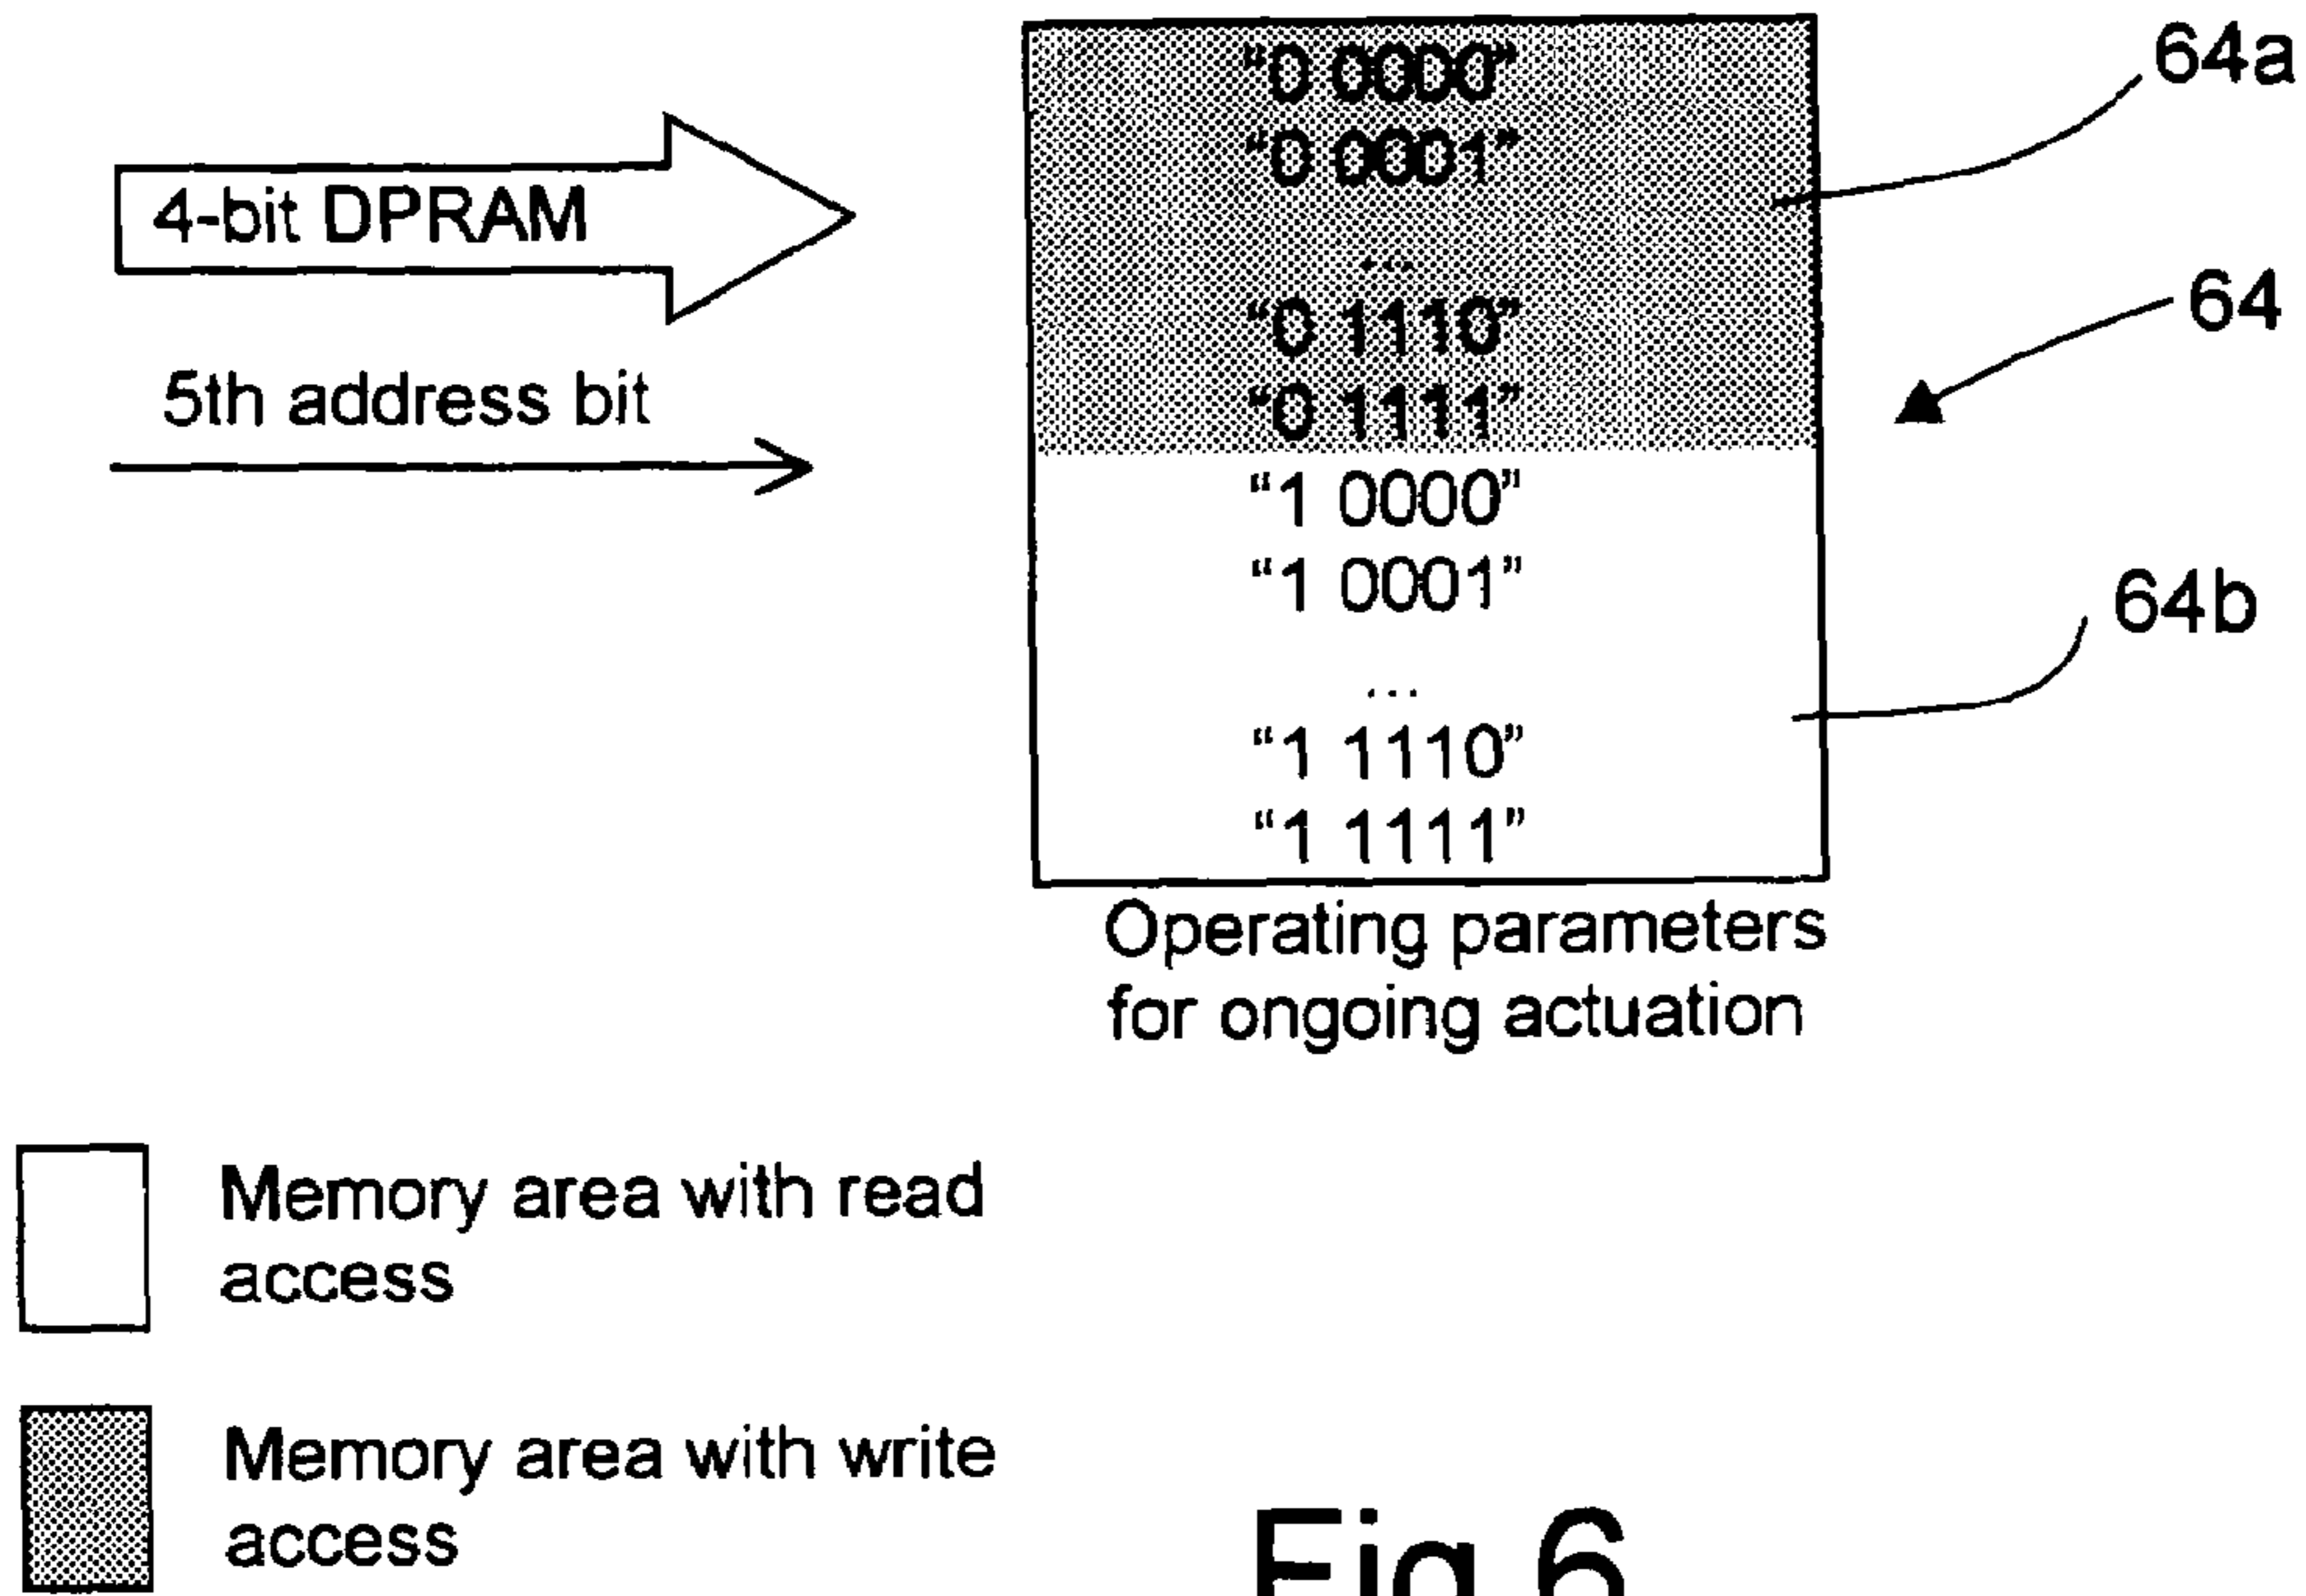 “0 0000”
“0 0001”
...
“0 1110”
“0 1111”
“1 0000”
“1 0001”
...
“1 1110”
“1 1111”
64a
64
64b
4-bit DPRAM
5th address bit
Operating parameters
for ongoing actuation
Memory area with read
access
Memory area with write
access
Fig 6